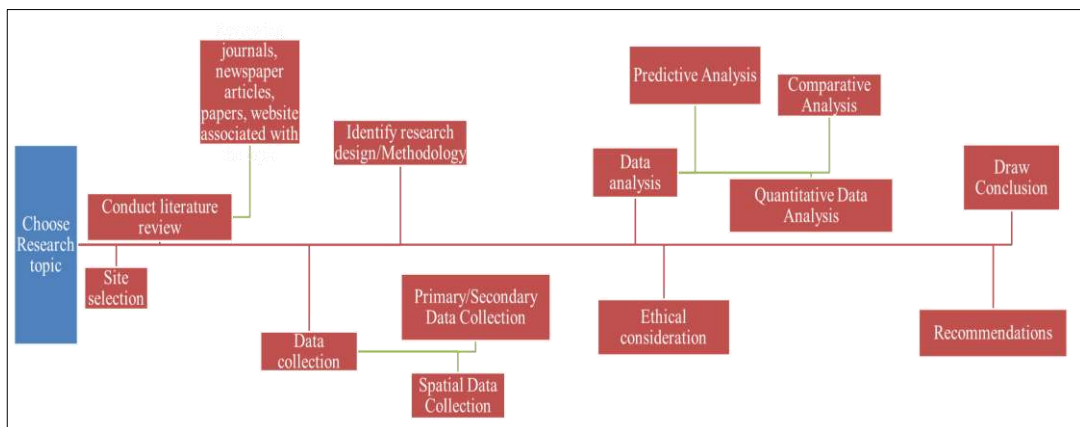 Choose
Research
topic
Site
selection
Conduct literature
review
journals,
newspaper
articles,
papers, website
associated with
Data
collection
Primary/Secondary
Data Collection
Spatial Data
Collection
Identify research
design/Methodology
Data
analysis
Predictive Analysis
Comparative
Analysis
Quantitative Data
Analysis
Ethical
consideration
Recommendations
Draw
Conclusion